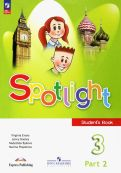 Spotlight
Student's Book
Virginia Evans
Jenny Dooley
Nadezhda Bykova
Marina Pospelova
3
Part 2
Express Publishing